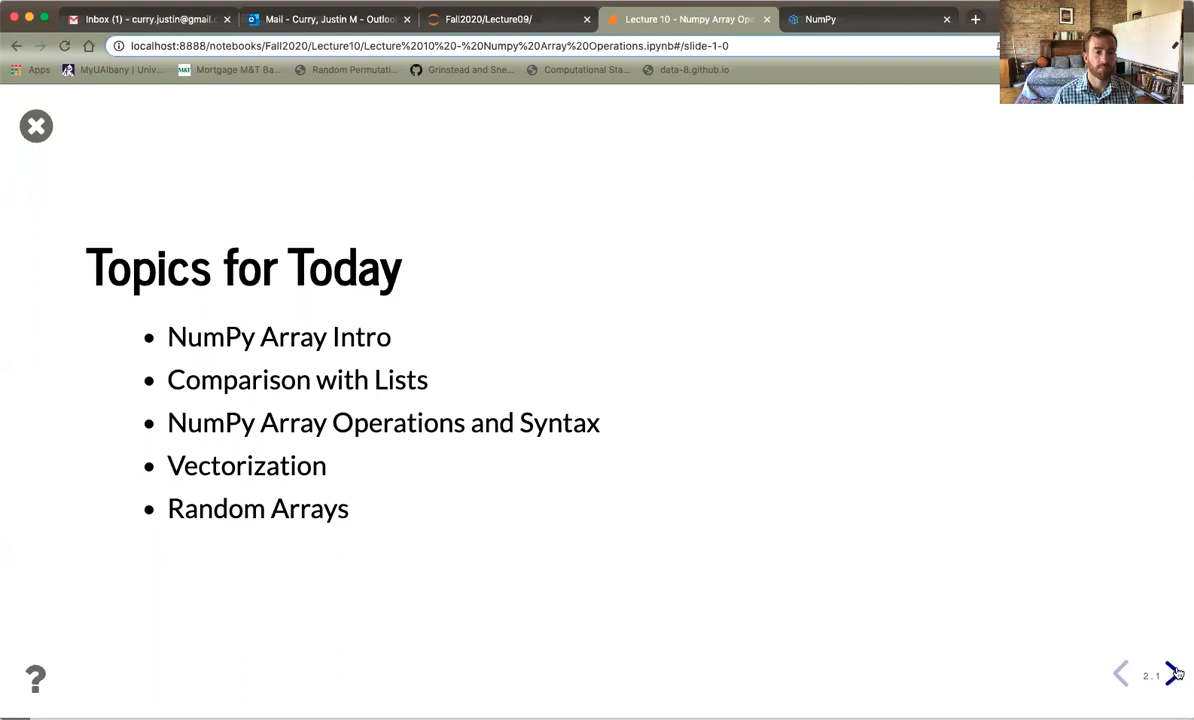 Inbox (1) - curry.justin@gmail.
Mail - Curry, Justin M - Outloo
Fall2020/Lecture09/
Lecture 10 - Numpy Array Ope
NumPy
localhost:8888/notebooks/Fall2020/Lecture10/Lecture%2010%20-%20Numpy%20Array%20Operations.ipynb#/slide-1-0
Apps
MyUAlbany | Univ...
M&T
Mortgage M&T Ba...
Random Permutati...
Grinstead and Sne...
Computational Sta...
data-8.github.io
Topics for Today
• NumPy Array Intro
• Comparison with Lists
• NumPy Array Operations and Syntax
• Vectorization
• Random Arrays
?
2.1